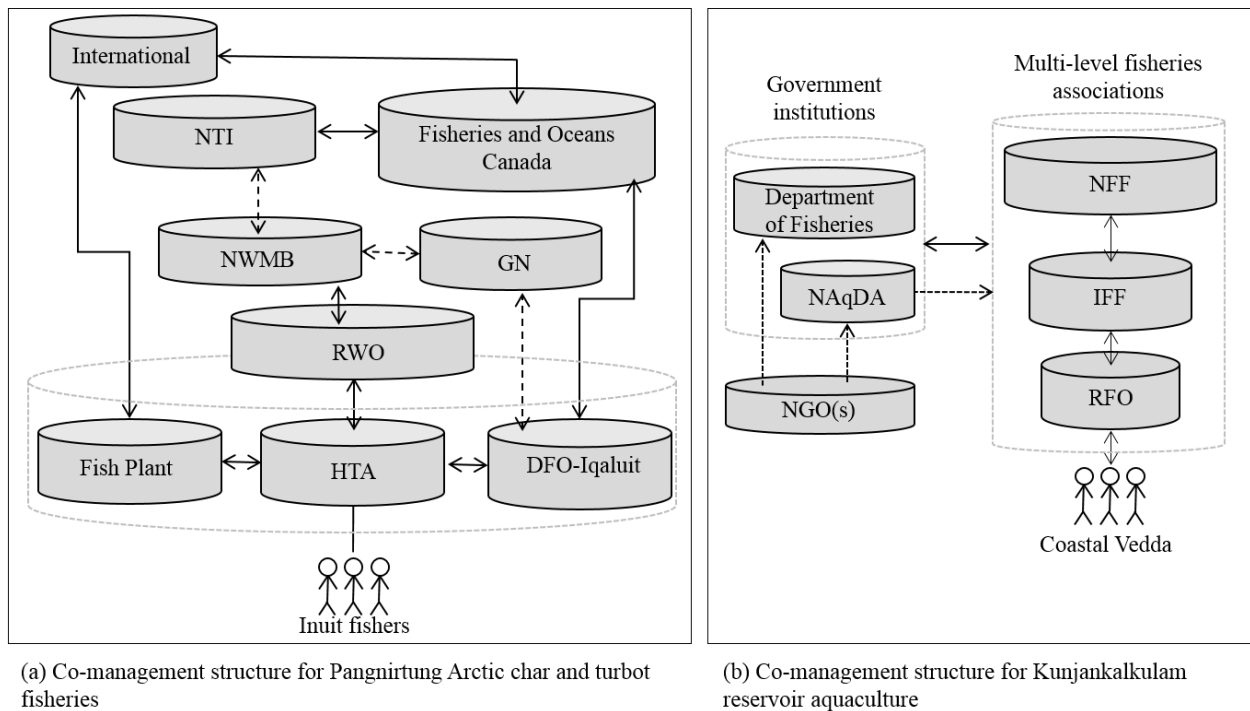 International
NTI
Fisheries and Oceans
Canada
NWMB
GN
RWO
Fish Plant
HTA
DFO-Iqaluit
Inuit fishers
(a) Co-management structure for Pangnirtung Arctic char and turbot
fisheries
Government
institutions
Multi-level fisheries
associations
Department
of Fisheries
NFF
NAqDA
IFF
NGO(s)
RFO
Coastal Vedda
(b) Co-management structure for Kunjankalkulam
reservoir aquaculture